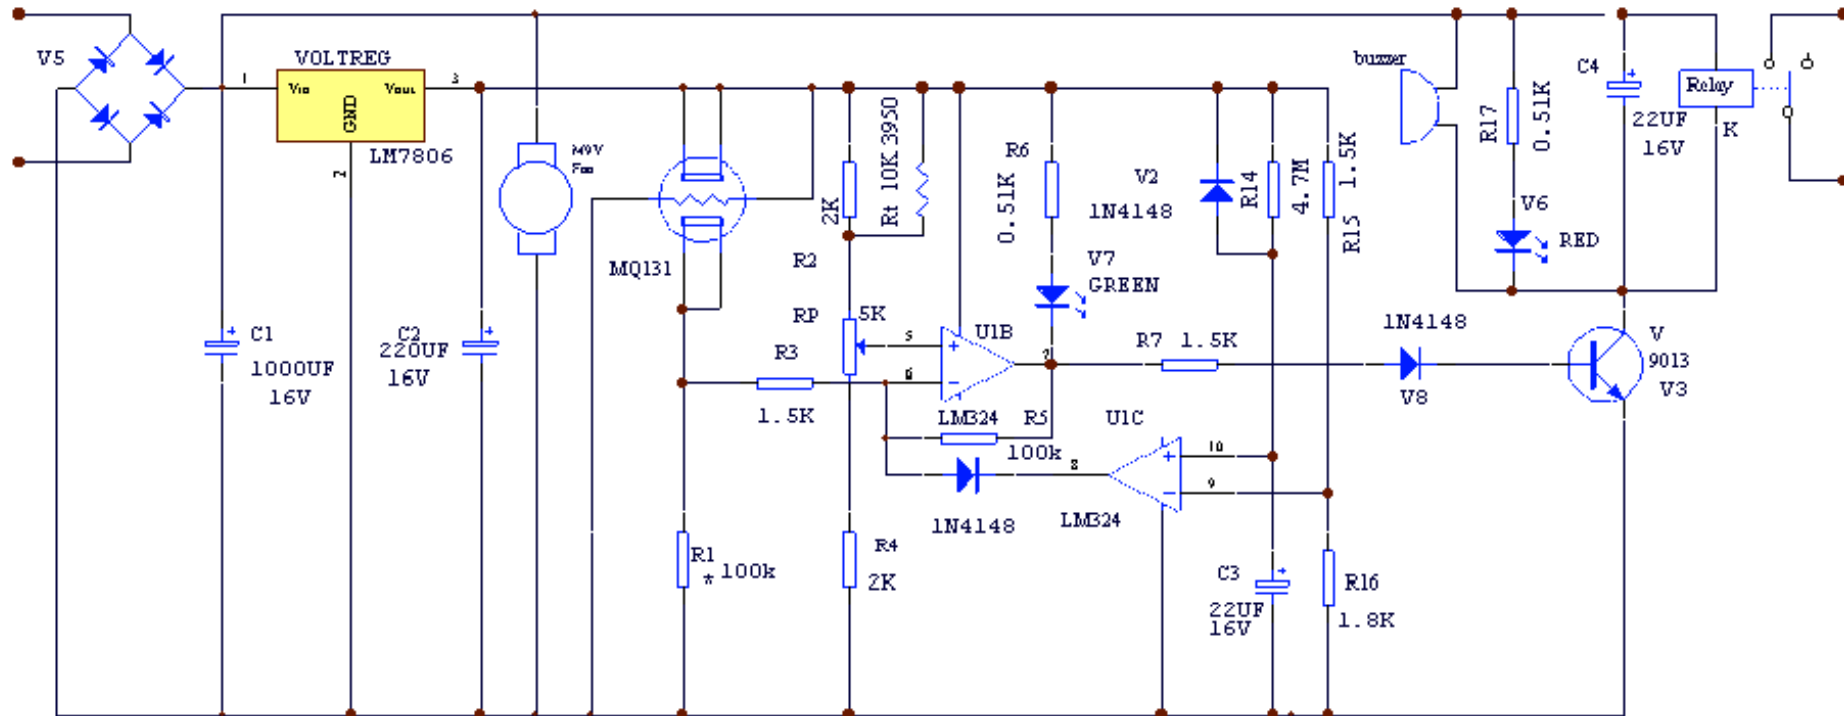 V5
VOLTREG
1
Vin
Vout
3
GND
LM7806
2
C1
1000UF
16V
C2
220UF
16V
M9V
MQ131
R1
* 100k
R2
2K
Rt 10K 3950
RP
5K
R3
1.5K
R4
2K
5
6
7
U1B
LM324
R5
100k
R6
0.51K
V7
GREEN
R7 1.5K
1N4148
8
U1C
10
9
LM324
V2
1N4148
R14
4.7M
1.5K
R15
C3
22UF
16V
R16
1.8K
1N4148
V8
buzzer
R17
0.51K
V6
RED
C4
22UF
16V
Relay
K
V
9013
V3